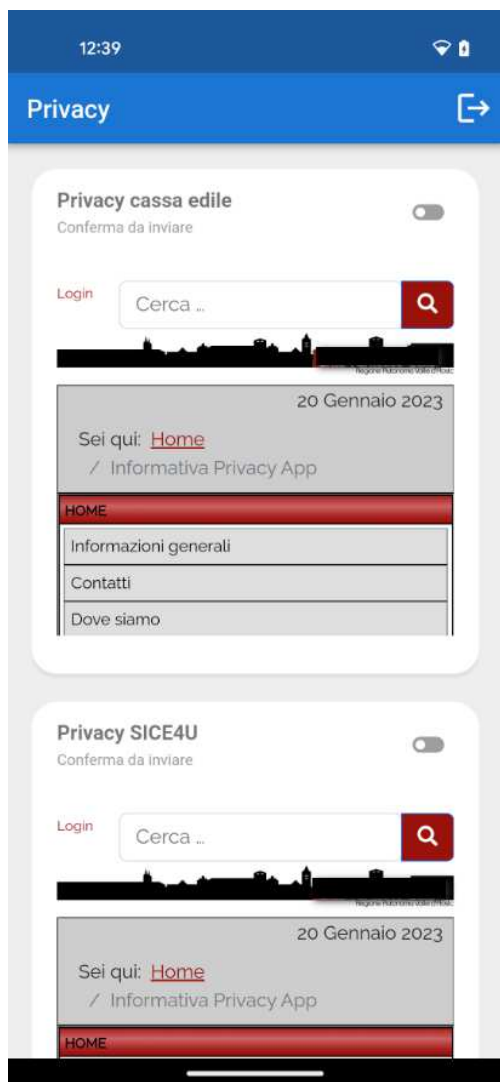 12:39
Privacy
Privacy cassa edile
Conferma da inviare
Login
Cerca ...
20 Gennaio 2023
Sei qui: Home
/ Informativa Privacy App
HOME
Informazioni generali
Contatti
Dove siamo
Privacy SICE4U
Conferma da inviare
Login
Cerca ...
20 Gennaio 2023
Sei qui: Home
/ Informativa Privacy App
HOME